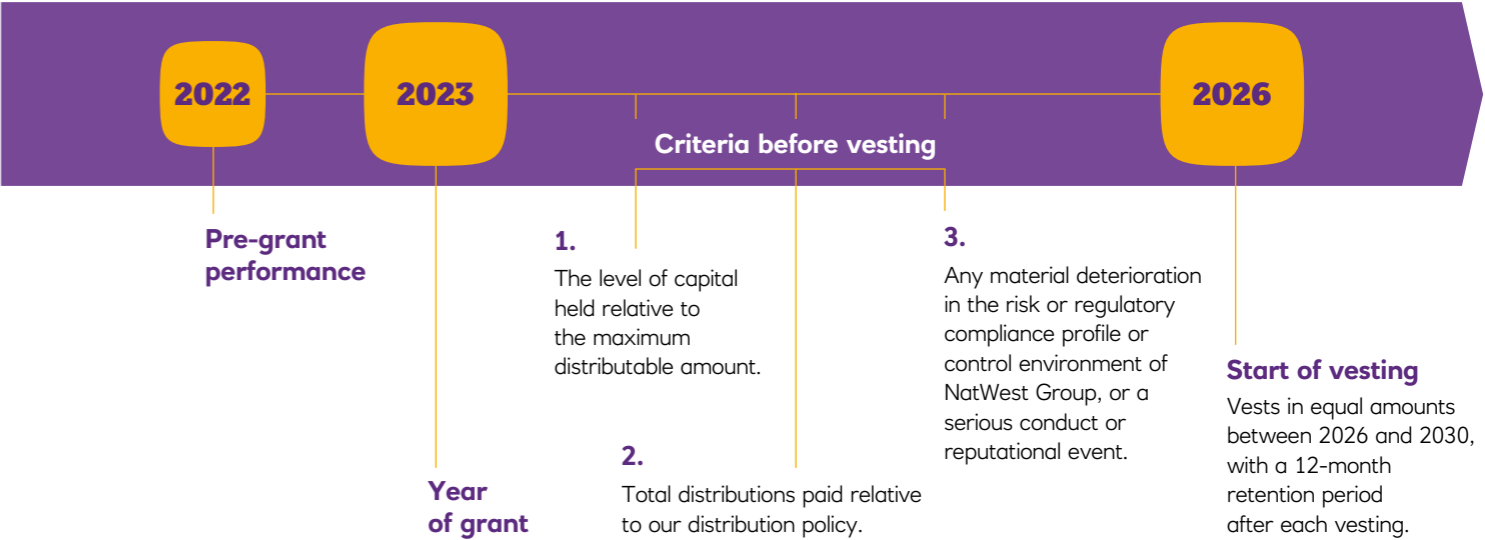 2022
2023
2026
Criteria before vesting
Pre-grant
performance
Year
of grant
1.
The level of capital
held relative to
the maximum
distributable amount.
2.
Total distributions paid relative
to our distribution policy.
3.
Any material deterioration
in the risk or regulatory
compliance profile or
control environment of
NatWest Group, or a
serious conduct or
reputational event.
Start of vesting
Vests in equal amounts
between 2026 and 2030,
with a 12-month
retention period
after each vesting.